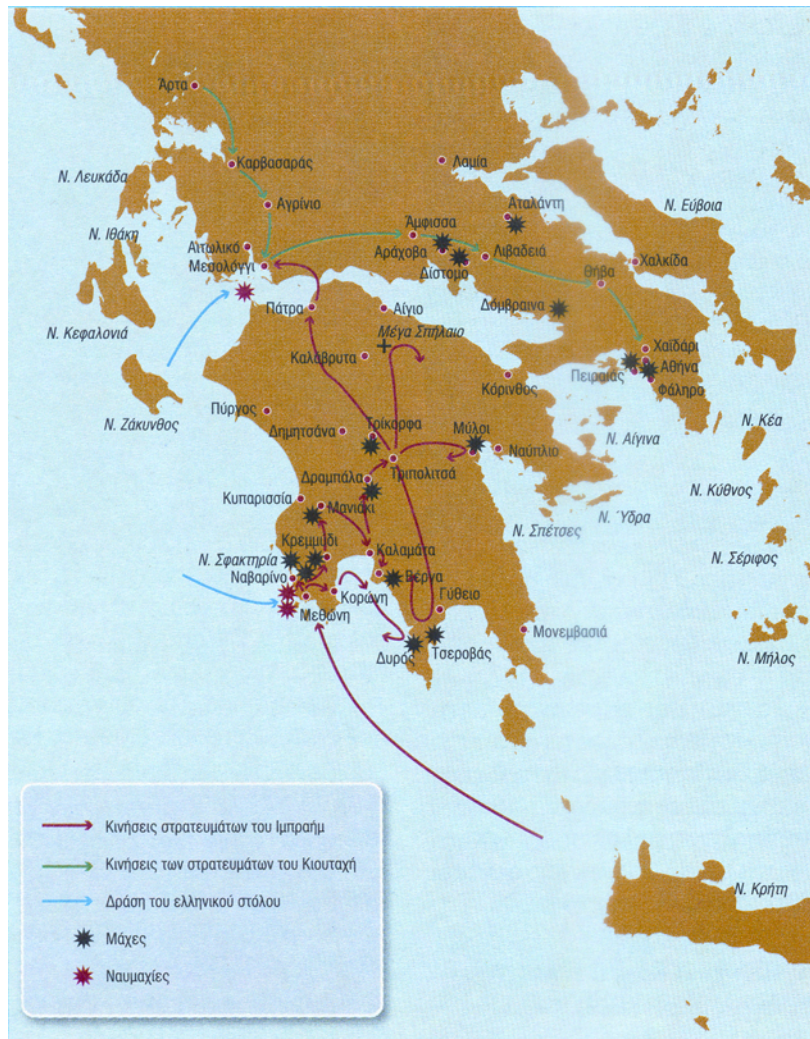 Άρτα
Καρβασαράς
Λαμία
Ν. Λευκάδα
Αγρίνιο
Αταλάντη
Ν. Εύβοια
Ν. Ιθάκη
Άμφισσα
Αιτωλικό
Αράχοβα
Λιβαδειά
Μεσολόγγι
Δίστομο
Χαλκίδα
Θήβα
Ν. Κεφαλονιά
Πάτρα
Αίγιο
Δόμβραινα
Μέγα Σπήλαιο
Χαϊδάρι
Καλάβρυτα
Αθήνα
Πειραιάς
Κόρινθος
Φάληρο
Ν. Ζάκυνθος
Πύργος
Ν. Κέα
Δημητσάνα
Τρίκορφα
Μύλοι
Ν. Αίγινα
Ναύπλιο
Τριπολιτσά
Δραμπάλα
Ν. Κύθνος
Κυπαρισσία
Μανιάκι
Ν. Ύδρα
Ν. Σπέτσες
Κρεμμύδι
Ν. Σέριφος
Ν. Σφακτηρία
Καλαμάτα
Ναβαρίνο
Βέργα
Κορώνη
Γύθειο
Μεθώνη
Μονεμβασιά
Τσεροβάς
Δυρός
Ν. Μήλος
Κινήσεις στρατευμάτων του Ιμπραήμ
Κινήσεις των στρατευμάτων του Κιουταχή
Ν. Κρήτη
Δράση του ελληνικού στόλου
Μάχες
Ναυμαχίες